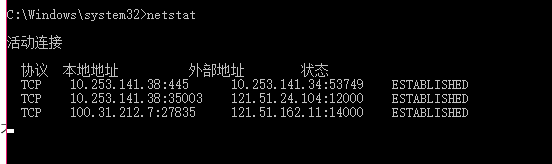 C:\Windows\system32>netstat
活动连接
协议 本地地址 外部地址 状态
TCP 10.253.141.38:445 10.253.141.34:53749 ESTABLISHED
TCP 10.253.141.38:35003 121.51.24.104:12000 ESTABLISHED
TCP 100.31.212.7:27835 121.51.162.11:14000 ESTABLISHED